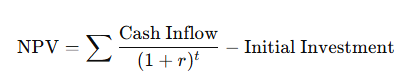 NPV = ∑ Cash Inflow / (1 + r)^t − Initial Investment